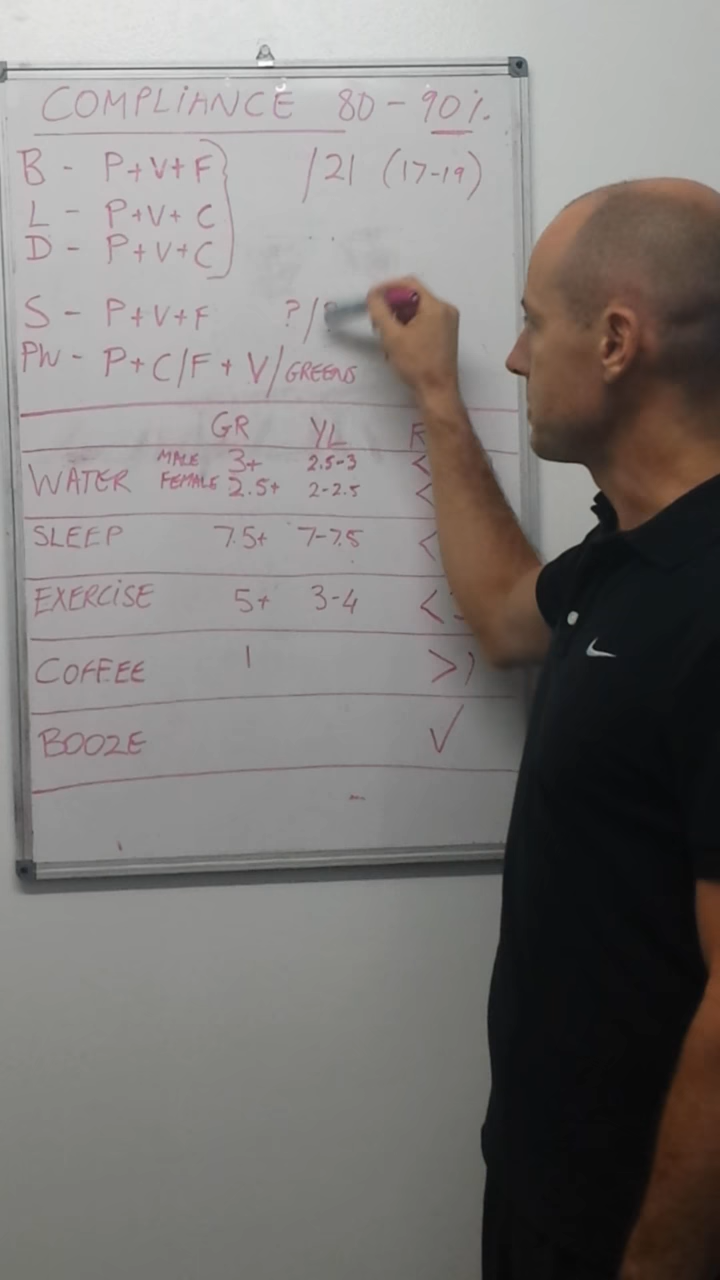 COMPLIANCE 80-90%
B - P+V+F /21 (17-19)
L - P+V+C
D - P+V+C
S - P+V+F ?/
PW - P+C/F + V/GREENS
GR YL R
WATER MALE 3+ 2.5-3 <
FEMALE 2.5+ 2-2.5 <
SLEEP 7.5+ 7-7.5 <
EXERCISE 5+ 3-4 <
COFFEE 1 >1
BOOZE ✓